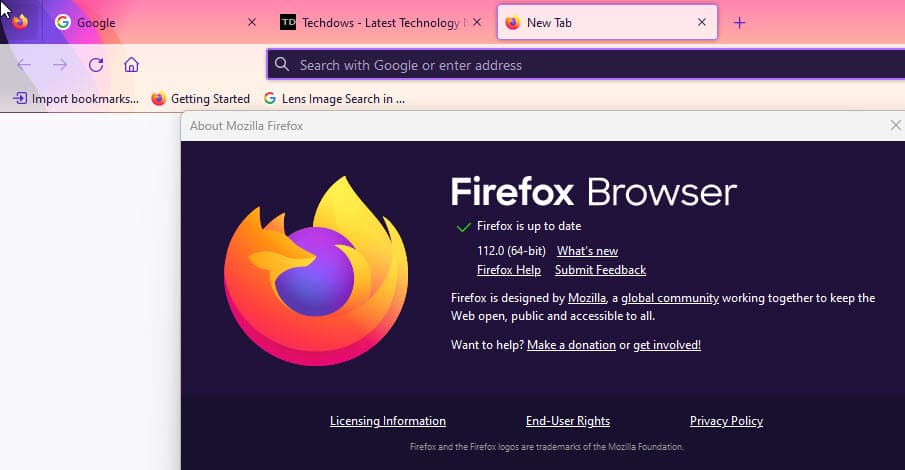 Google
TD
Techdows - Latest Technology
New Tab
Search with Google or enter address
Import bookmarks...
Getting Started
Lens Image Search in ...
About Mozilla Firefox
Firefox Browser
Firefox is up to date
112.0 (64-bit) What's new
Firefox Help Submit Feedback
Firefox is designed by Mozilla, a global community working together to keep the
Web open, public and accessible to all.
Want to help? Make a donation or get involved!
Licensing Information
End-User Rights
Privacy Policy
Firefox and the Firefox logos are trademarks of the Mozilla Foundation.